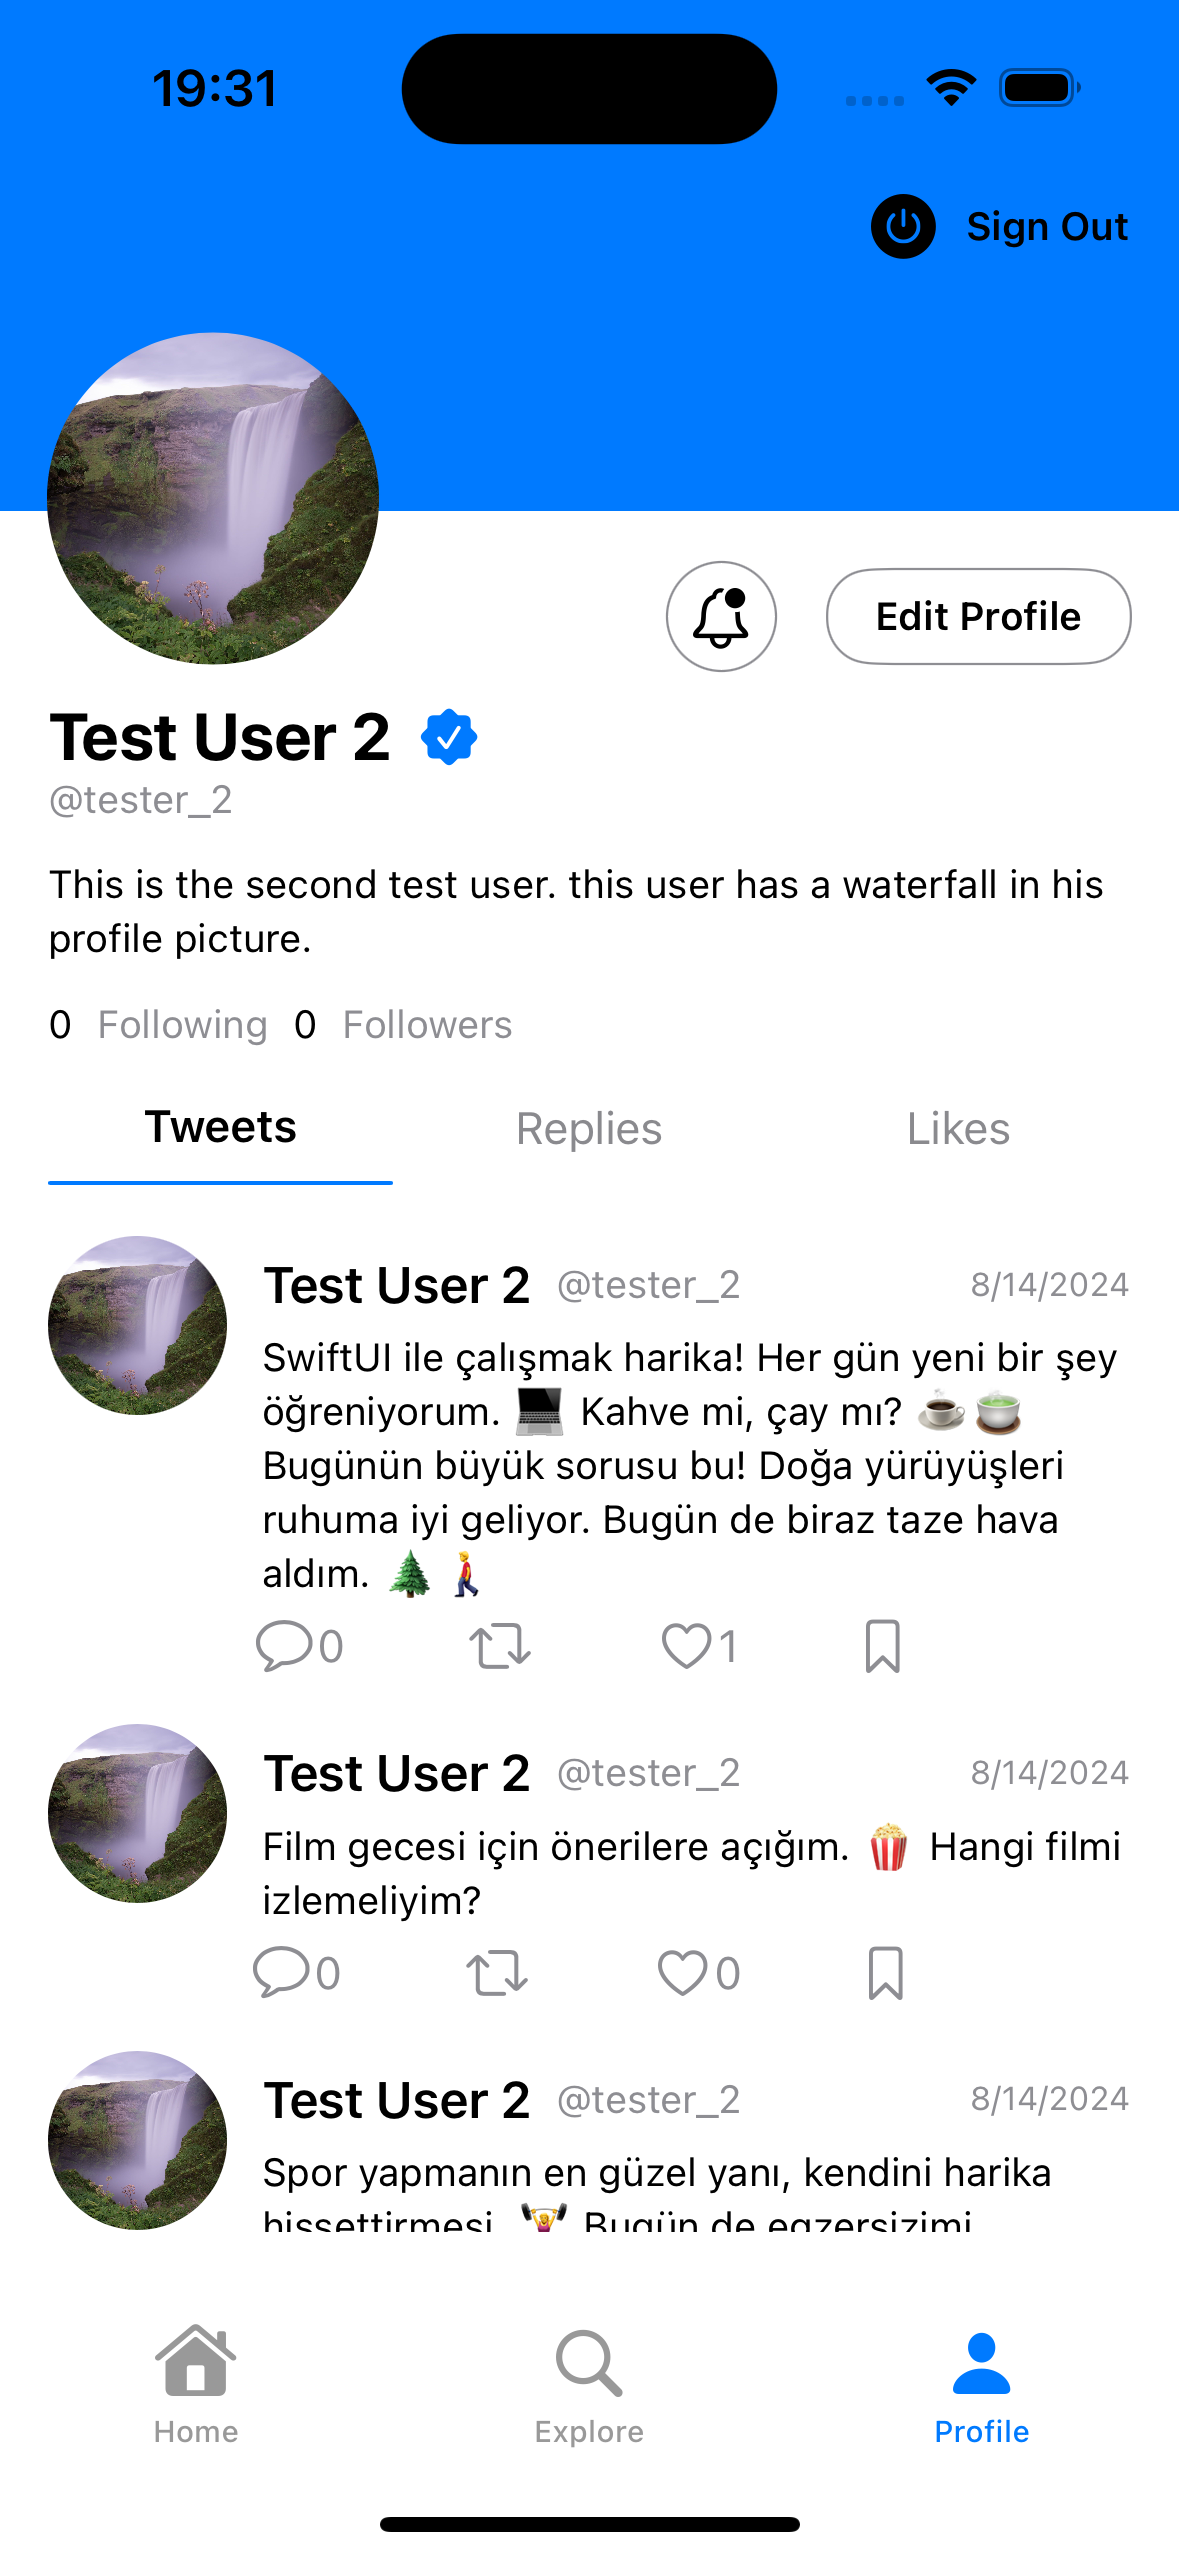 19:31
Sign Out
Edit Profile
Test User 2
@tester_2
This is the second test user. this user has a waterfall in his
profile picture.
0 Following 0 Followers
Tweets Replies Likes
Test User 2 @tester_2 8/14/2024
SwiftUI ile çalışmak harika! Her gün yeni bir şey
öğreniyorum. 💻 Kahve mi, çay mı? ☕🍵
Bugünün büyük sorusu bu! Doğa yürüyüşleri
ruhuma iyi geliyor. Bugün de biraz taze hava
aldım. 🌲🚶
0 1
Test User 2 @tester_2 8/14/2024
Film gecesi için önerilere açığım. 🍿 Hangi filmi
izlemeliyim?
0 0
Test User 2 @tester_2 8/14/2024
Spor yapmanın en güzel yanı, kendini harika
hissettirmesi. 🏋️‍♀️ Bugün de egzersizimi
Home Explore Profile